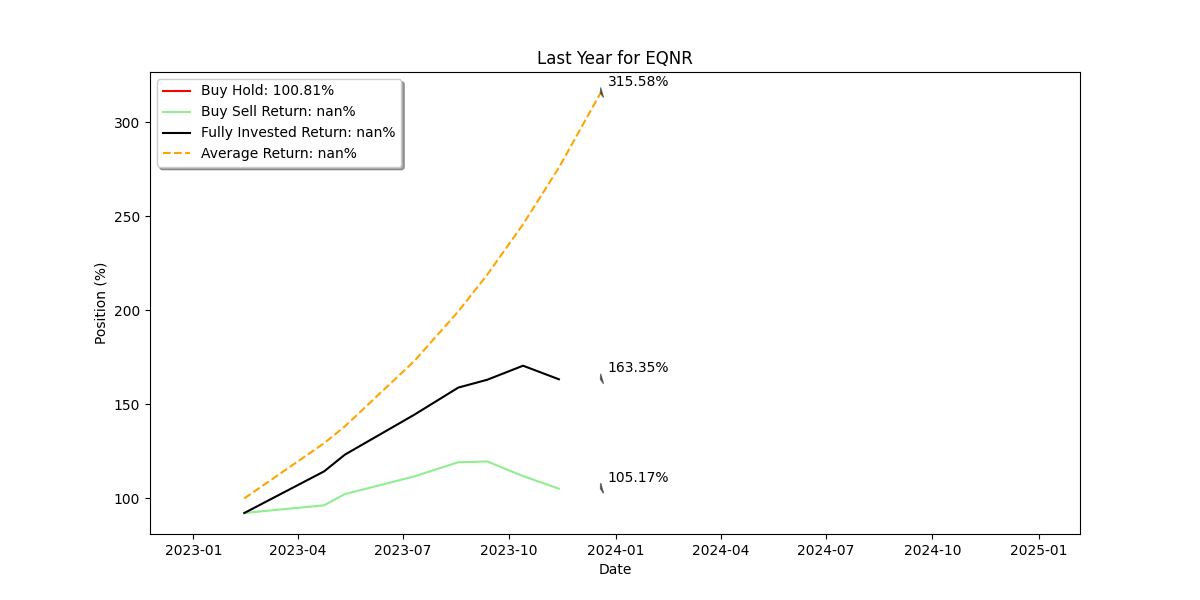 Last Year for EQNR
315.58%
Buy Hold: 100.81%
Buy Sell Return: nan%
Fully Invested Return: nan%
Average Return: nan%
300
250
200
150
100
Position (%)
163.35%
105.17%
2023-01 2023-04 2023-07 2023-10 2024-01 2024-04 2024-07 2024-10 2025-01
Date